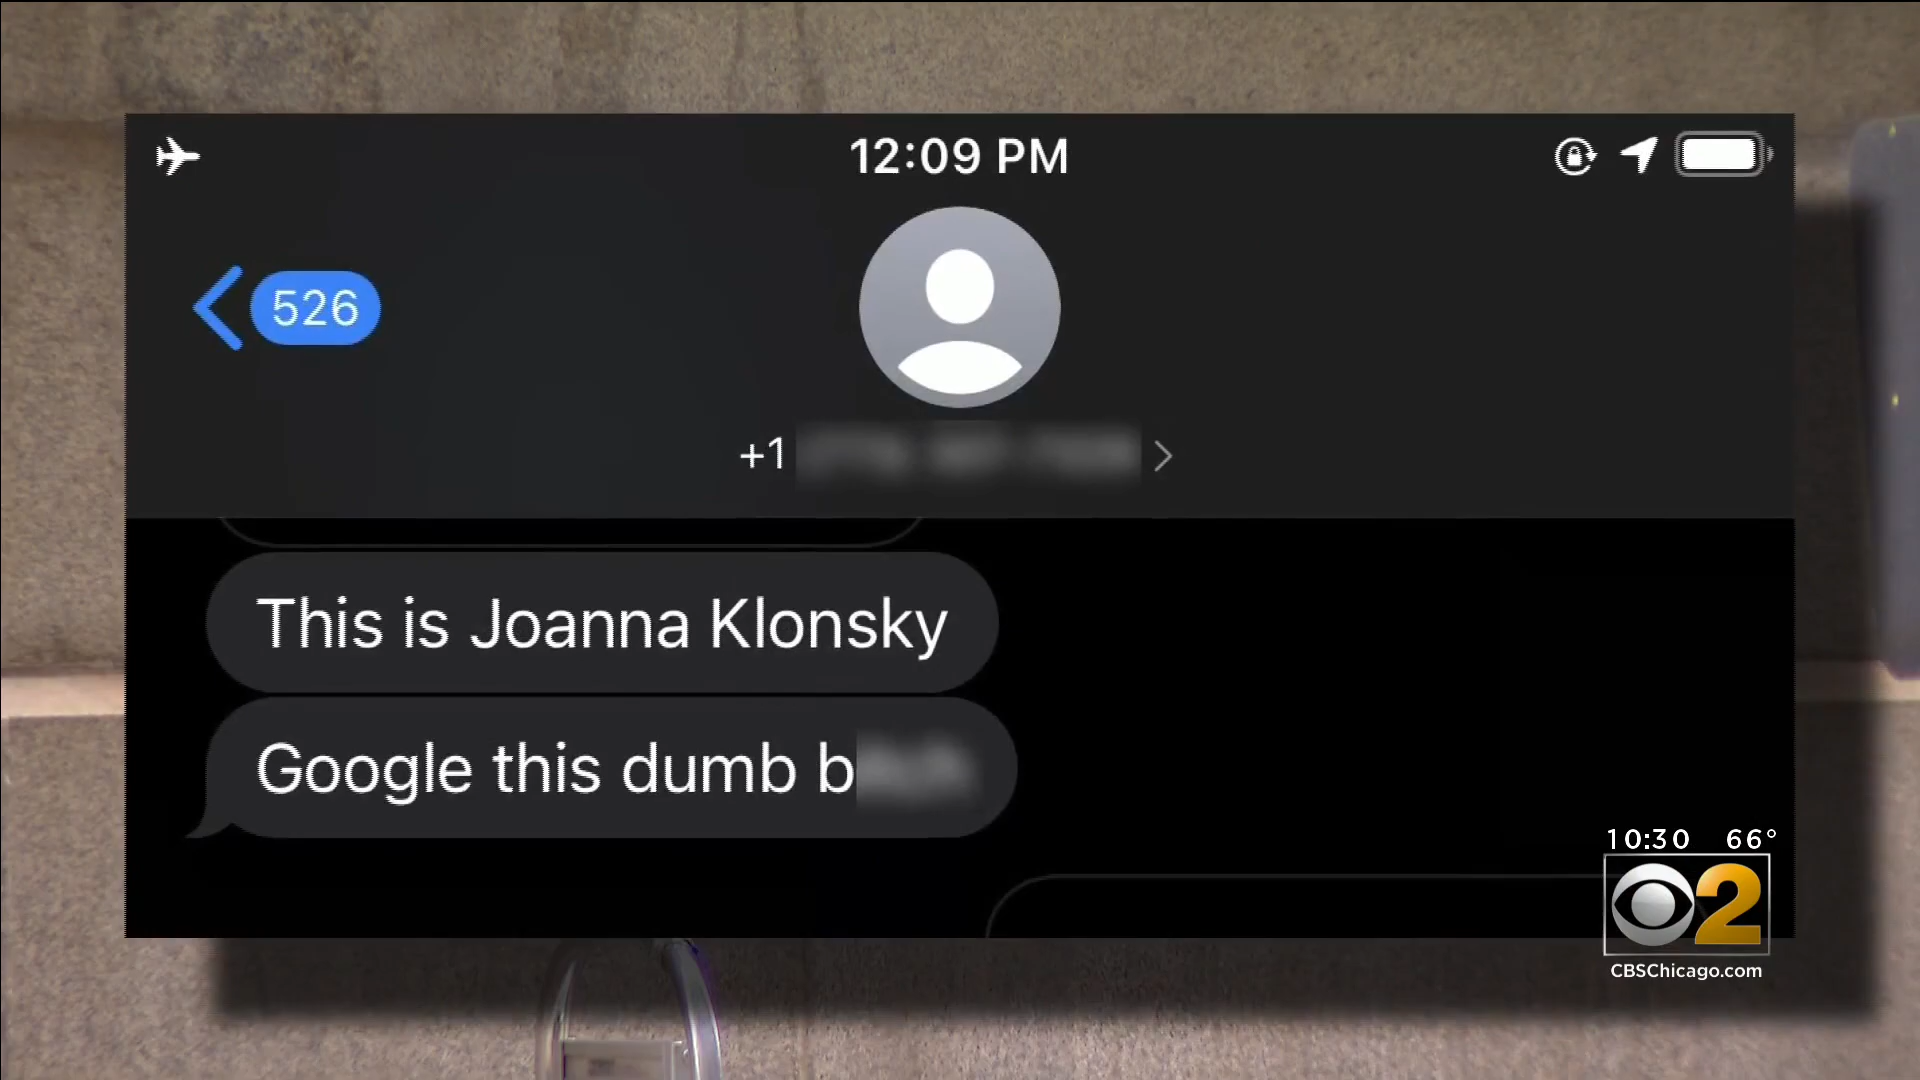 12:09 PM
526
+1
This is Joanna Klonsky
Google this dumb b
10:30 66°
2
CBSChicago.com